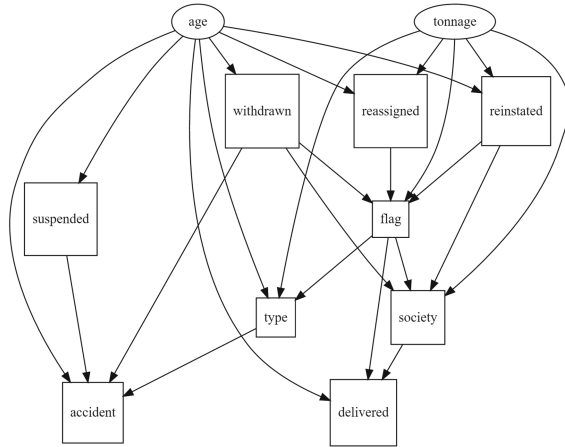 age
tonnage
withdrawn
reassigned
reinstated
suspended
flag
type
society
accident
delivered